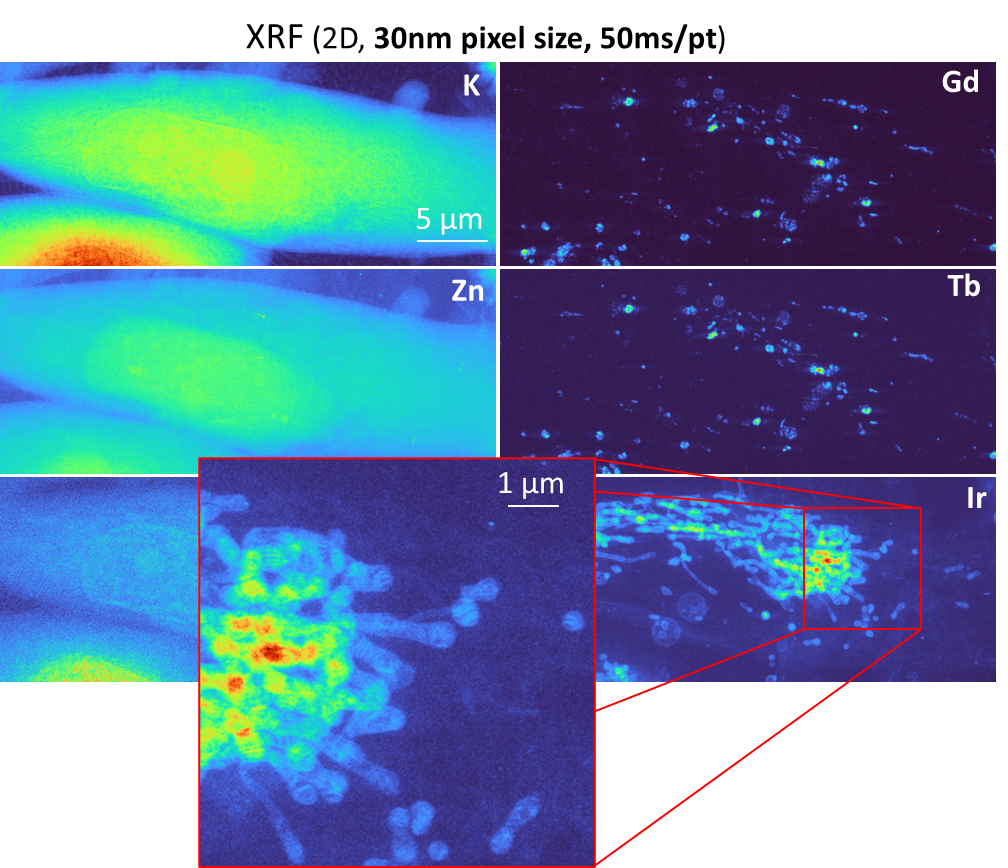 XRF (2D, 30nm pixel size, 50ms/pt)
K
Gd
5 µm
Zn
Tb
1 µm
Ir